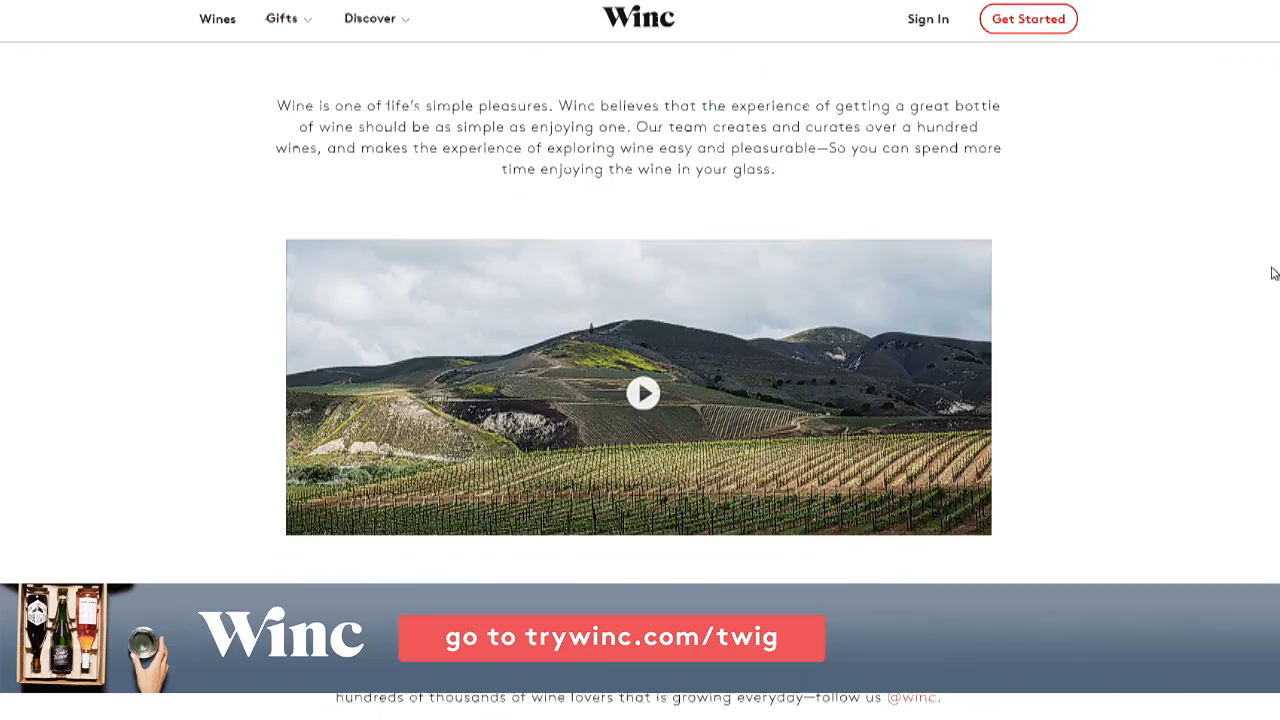 Wines Gifts Discover Winc Sign In Get Started
Wine is one of life's simple pleasures. Winc believes that the experience of getting a great bottle
of wine should be as simple as enjoying one. Our team creates and curates over a hundred
wines, and makes the experience of exploring wine easy and pleasurable—So you can spend more
time enjoying the wine in your glass.
Winc go to trywinc.com/twig
hundreds of thousands of wine lovers that is growing everyday—follow us @winc.